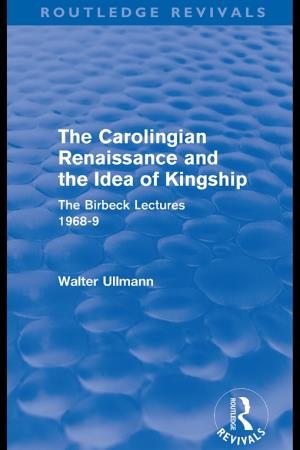 ROUTLEDGE REVIVALS
The Carolingian
Renaissance and
the Idea of Kingship
The Birbeck Lectures
1968-9
Walter Ullmann
ROUTLEDGE
REVIVALS